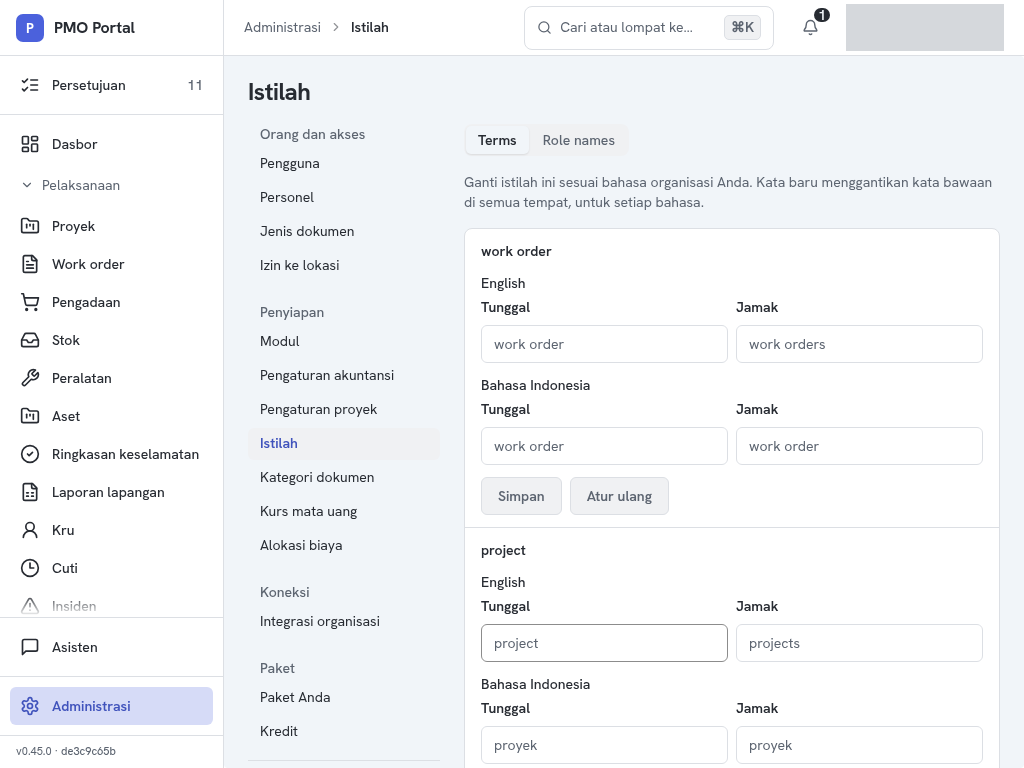 P PMO Portal
Administrasi > Istilah
Cari atau lompat ke... ⌘K
1
Persetujuan 11
Dasbor
Pelaksanaan
Proyek
Work order
Pengadaan
Stok
Peralatan
Aset
Ringkasan keselamatan
Laporan lapangan
Kru
Cuti
Insiden
Asisten
Administrasi
v0.45.0 · de3c9c65b
Istilah
Orang dan akses
Pengguna
Personel
Jenis dokumen
Izin ke lokasi
Penyiapan
Modul
Pengaturan akuntansi
Pengaturan proyek
Istilah
Kategori dokumen
Kurs mata uang
Alokasi biaya
Koneksi
Integrasi organisasi
Paket
Paket Anda
Kredit
Terms Role names
Ganti istilah ini sesuai bahasa organisasi Anda. Kata baru menggantikan kata bawaan
di semua tempat, untuk setiap bahasa.
work order
English
Tunggal Jamak
work order work orders
Bahasa Indonesia
Tunggal Jamak
work order work order
Simpan Atur ulang
project
English
Tunggal Jamak
project projects
Bahasa Indonesia
Tunggal Jamak
proyek proyek